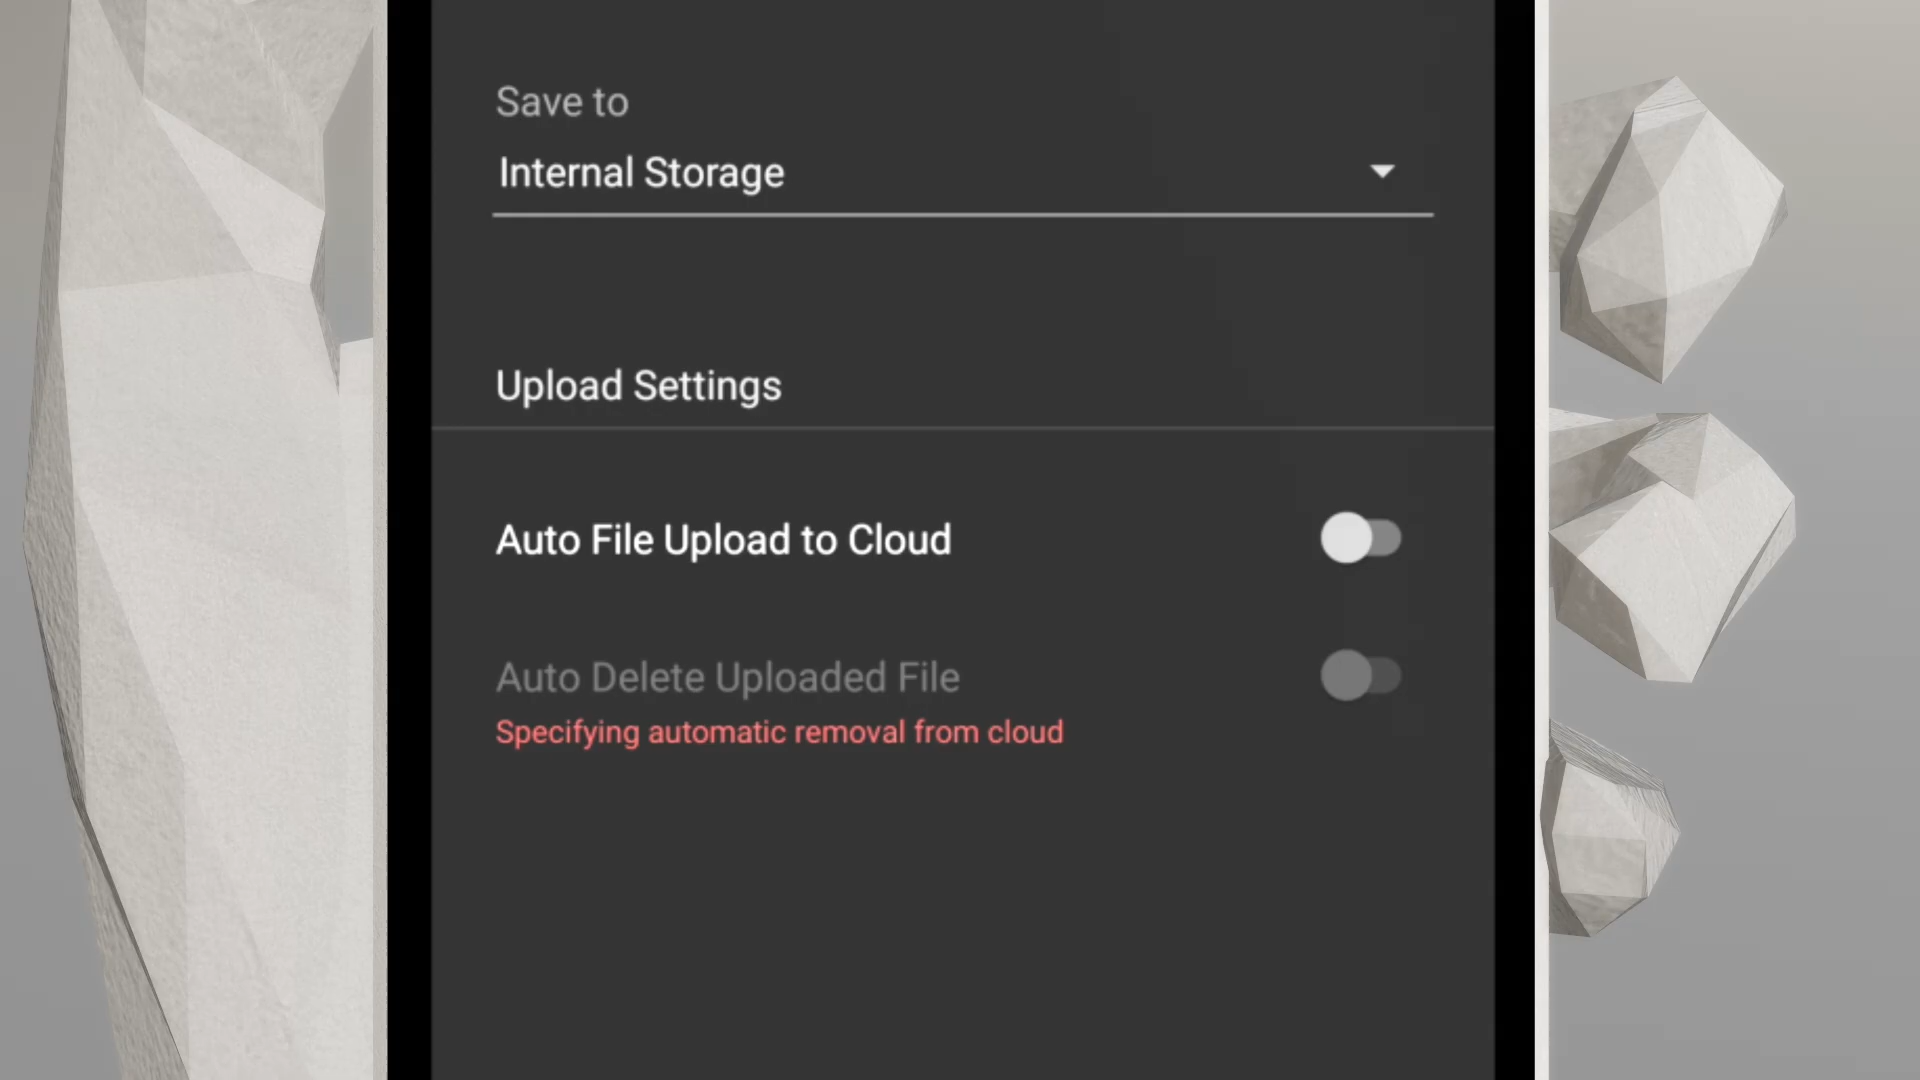 Save to
Internal Storage
Upload Settings
Auto File Upload to Cloud
Auto Delete Uploaded File
Specifying automatic removal from cloud